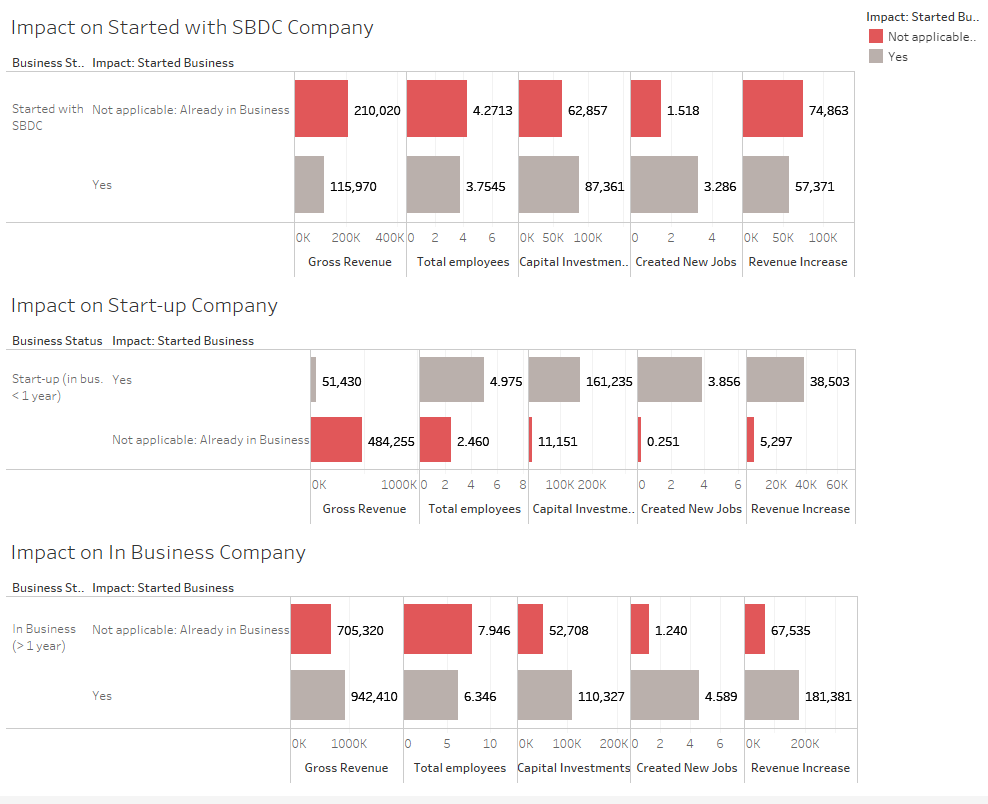 Impact on Started with SBDC Company
Impact: Started Bu..
Not applicable..
Yes
Business St.. Impact: Started Business
Started with SBDC
Not applicable: Already in Business
210,020 4.2713 62,857 1.518 74,863
Yes
115,970 3.7545 87,361 3.286 57,371
0K 200K 400K 0 2 4 6 0K 50K 100K 0 2 4 0K 50K 100K
Gross Revenue Total employees Capital Investmen.. Created New Jobs Revenue Increase
Impact on Start-up Company
Business Status Impact: Started Business
Start-up (in bus. < 1 year)
Yes
51,430 4.975 161,235 3.856 38,503
Not applicable: Already in Business
484,255 2.460 11,151 0.251 5,297
0K 1000K 0 2 4 6 8 100K 200K 0 2 4 6 20K 40K 60K
Gross Revenue Total employees Capital Investme.. Created New Jobs Revenue Increase
Impact on In Business Company
Business St.. Impact: Started Business
In Business (> 1 year)
Not applicable: Already in Business
705,320 7.946 52,708 1.240 67,535
Yes
942,410 6.346 110,327 4.589 181,381
0K 1000K 0 5 10 0K 100K 200K 0 2 4 6 0K 200K
Gross Revenue Total employees Capital Investments Created New Jobs Revenue Increase